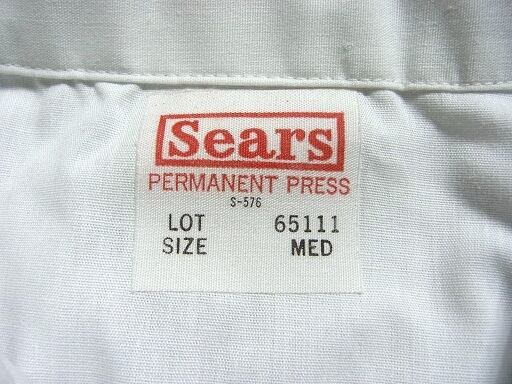 Sears
PERMANENT PRESS
S-576
LOT 65111
SIZE MED